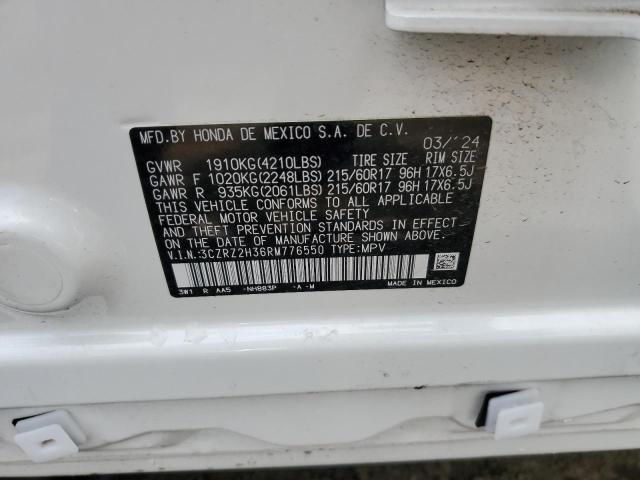 MFD.BY HONDA DE MEXICO S.A. DE C.V.
03/'24
GVWR 1910KG(4210LBS) TIRE SIZE RIM SIZE
GAWR F 1020KG(2248LBS) 215/60R17 96H 17X6.5J
GAWR R 935KG(2061LBS) 215/60R17 96H 17X6.5J
THIS VEHICLE CONFORMS TO ALL APPLICABLE
FEDERAL MOTOR VEHICLE SAFETY
AND THEFT PREVENTION STANDARDS IN EFFECT
ON THE DATE OF MANUFACTURE SHOWN ABOVE.
V.I.N.:3CZRZ2H36RM776550 TYPE:MPV
3W1 R AA5 -NH883P -A -M
MADE IN MEXICO